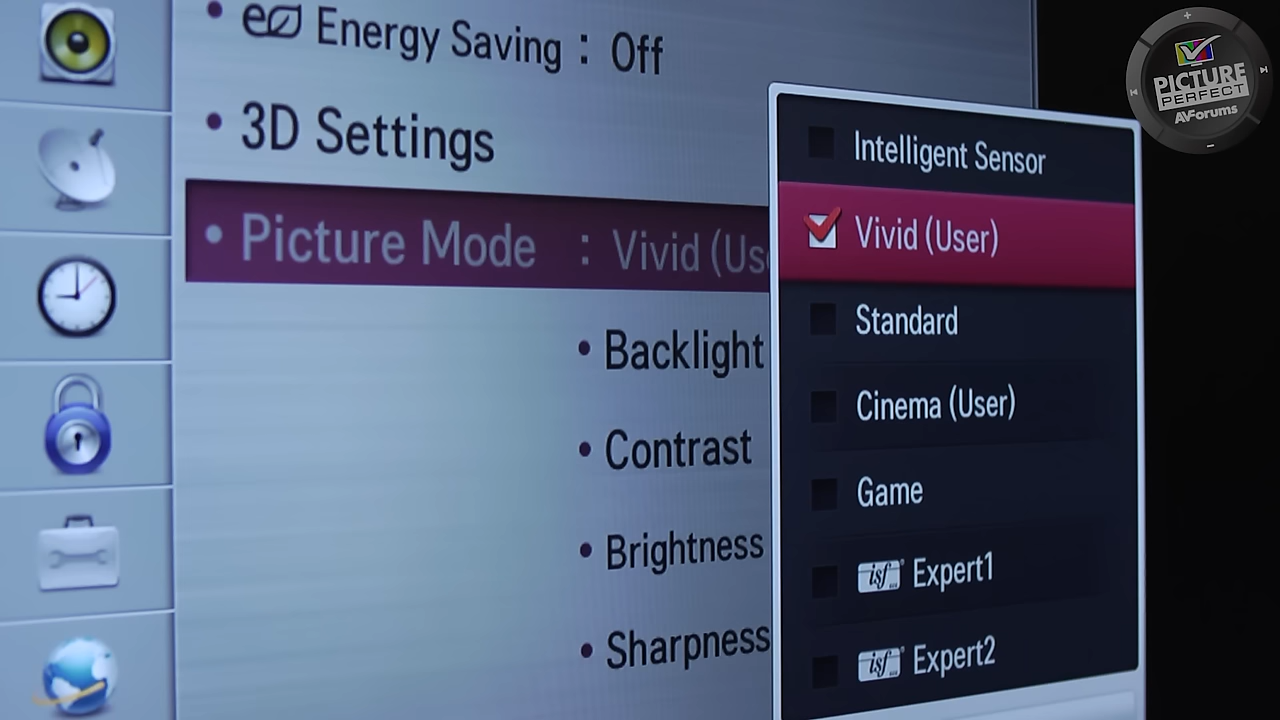 Energy Saving : Off
3D Settings
Picture Mode : Vivid (Us
Backlight
Contrast
Brightness
Sharpness
Intelligent Sensor
Vivid (User)
Standard
Cinema (User)
Game
isf Expert1
isf Expert2
PICTURE
PERFECT
AVForums